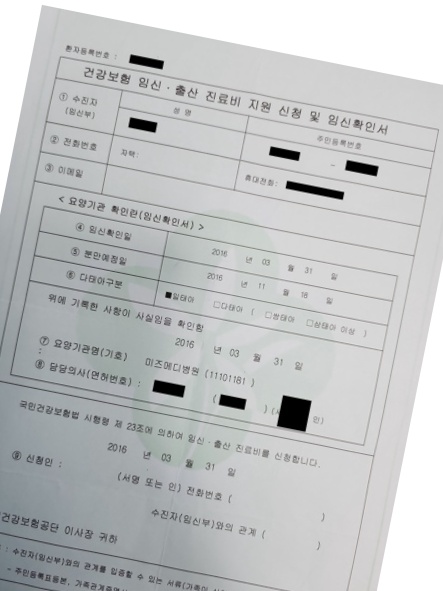 환자등록번호 :
건강보험 임신 · 출산 진료비 지원 신청 및 임신확인서
① 수진자
(임신부)
성 명
주민등록번호
-
② 전화번호
자택:
휴대전화:
③ 이메일
< 요양기관 확인란(임신확인서) >
④ 임신확인일
2016 년 03 월 31 일
⑤ 분만예정일
2016 년 11 월 16 일
⑥ 다태아구분
■일태아 □다태아 ( □쌍태아 □삼태아 이상 )
위에 기록한 사항이 사실임을 확인함
2016 년 03 월 31 일
⑦ 요양기관명(기호) 미즈메디병원 (11101181 )
:
⑧ 담당의사(면허번호) : ( ) ( 인)
국민건강보험법 시행령 제 23조에 의하여 임신·출산 진료비를 신청합니다.
2016 년 03 월 31 일
⑨ 신청인 :
(서명 또는 인) 전화번호 ( )
수진자(임신부)와의 관계 ( )
건강보험공단 이사장 귀하
: 수진자(임신부)와의 관계를 입증할 수 있는 서류(가족이
- 주민등록표등본, 가족관계증명